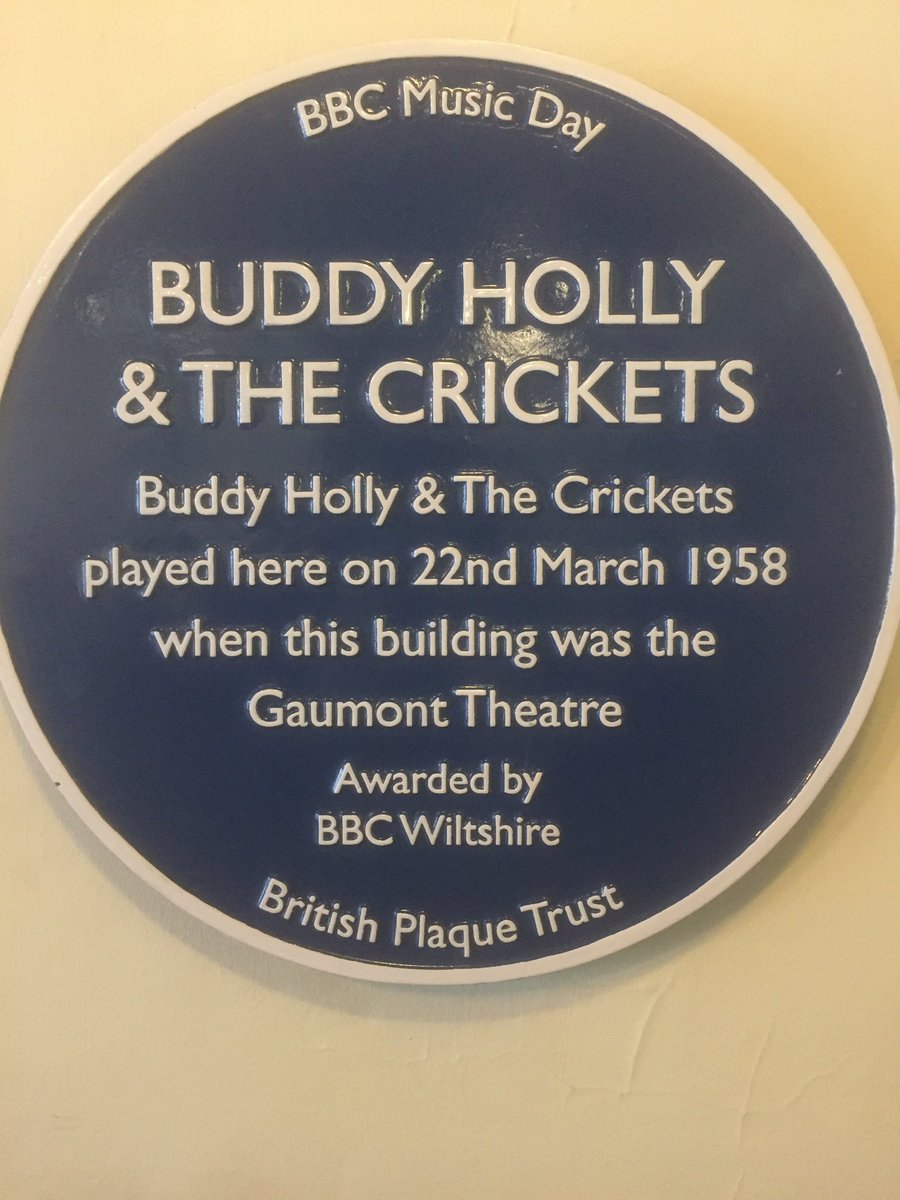 BBC Music Day
BUDDY HOLLY
& THE CRICKETS
Buddy Holly & The Crickets
played here on 22nd March 1958
when this building was the
Gaumont Theatre
Awarded by
BBC Wiltshire
British Plaque Trust